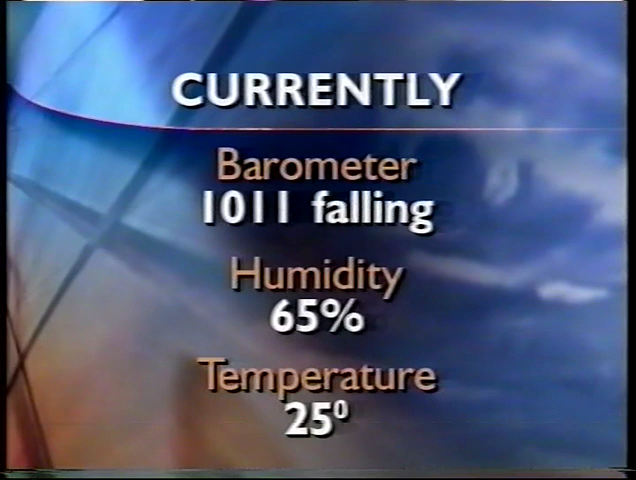 CURRENTLY
Barometer
1011 falling
Humidity
65%
Temperature
25⁰